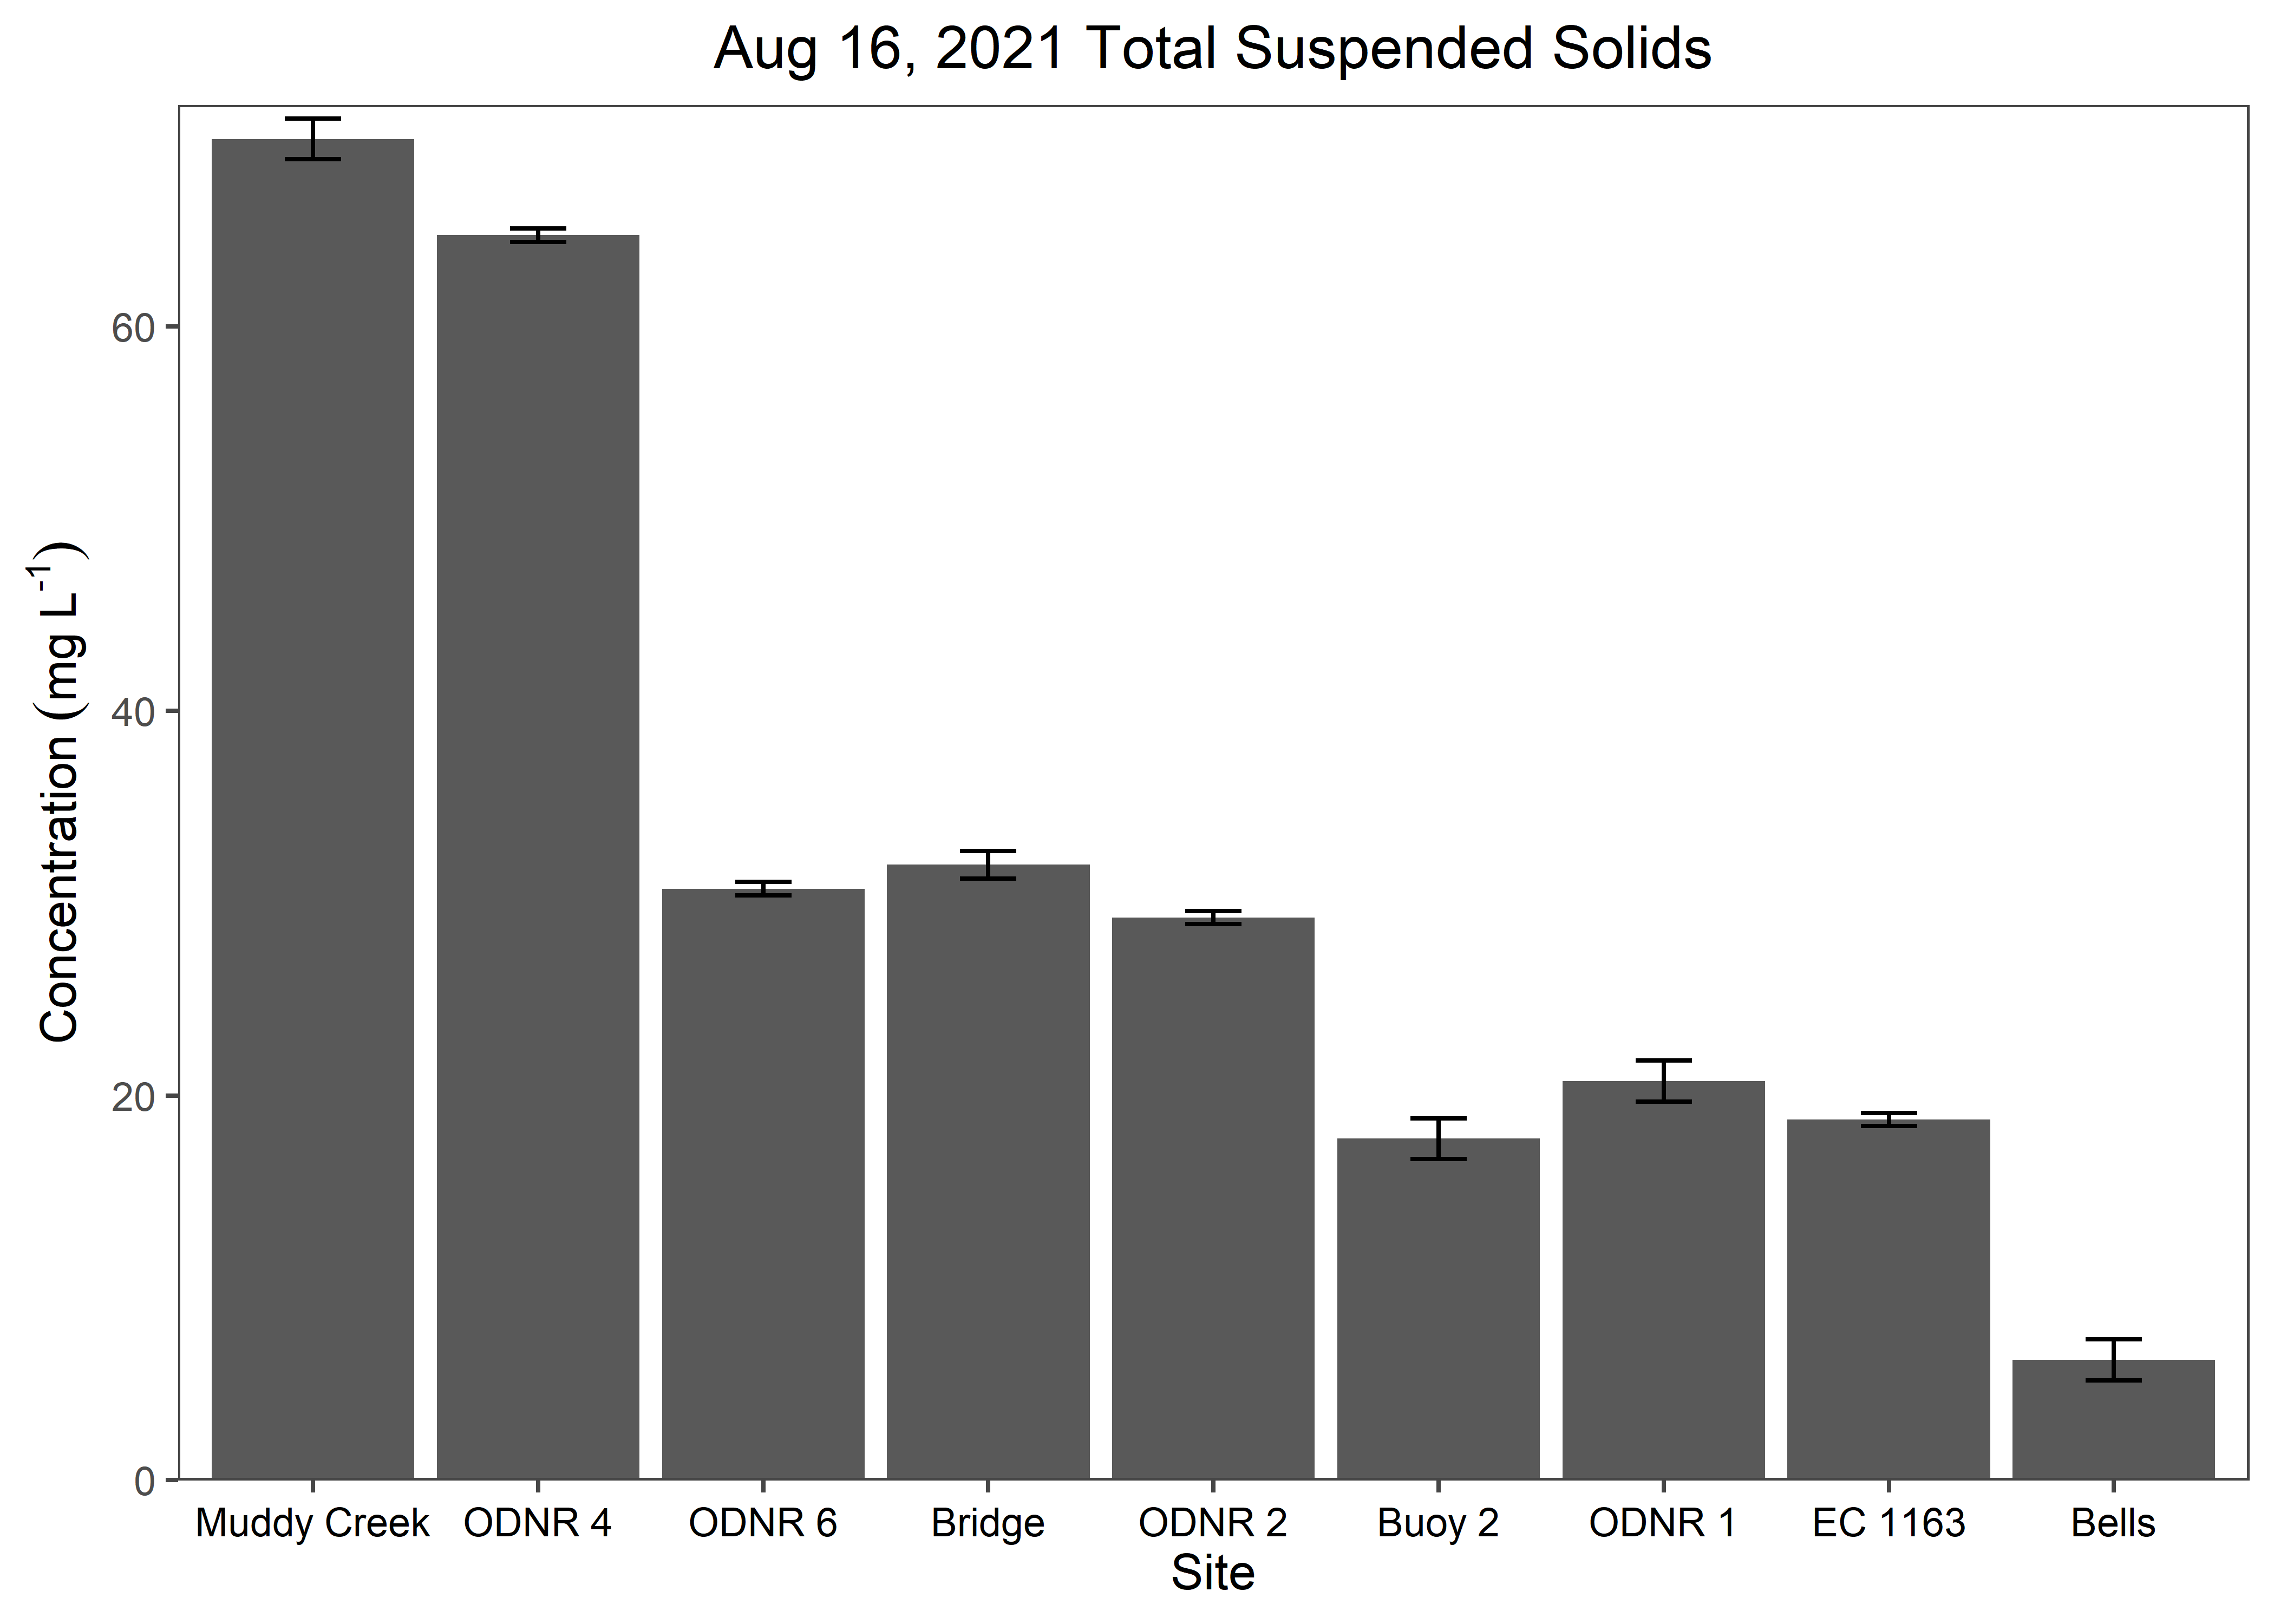 Aug 16, 2021 Total Suspended Solids
Concentration (mg L⁻¹)
60
40
20
0
Muddy Creek ODNR 4 ODNR 6 Bridge ODNR 2 Buoy 2 ODNR 1 EC 1163 Bells
Site